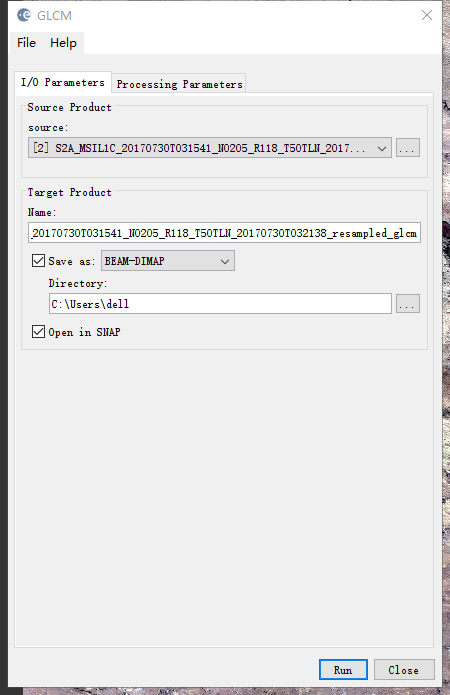 GLCM
File Help
I/O Parameters Processing Parameters
Source Product
source:
[2] S2A_MSIL1C_20170730T031541_N0205_R118_T50TLN_2017...
...
Target Product
Name:
_20170730T031541_N0205_R118_T50TLN_20170730T032138_resampled_glcm
Save as: BEAM-DIMAP
Directory:
C:\Users\dell
...
Open in SNAP
Run Close